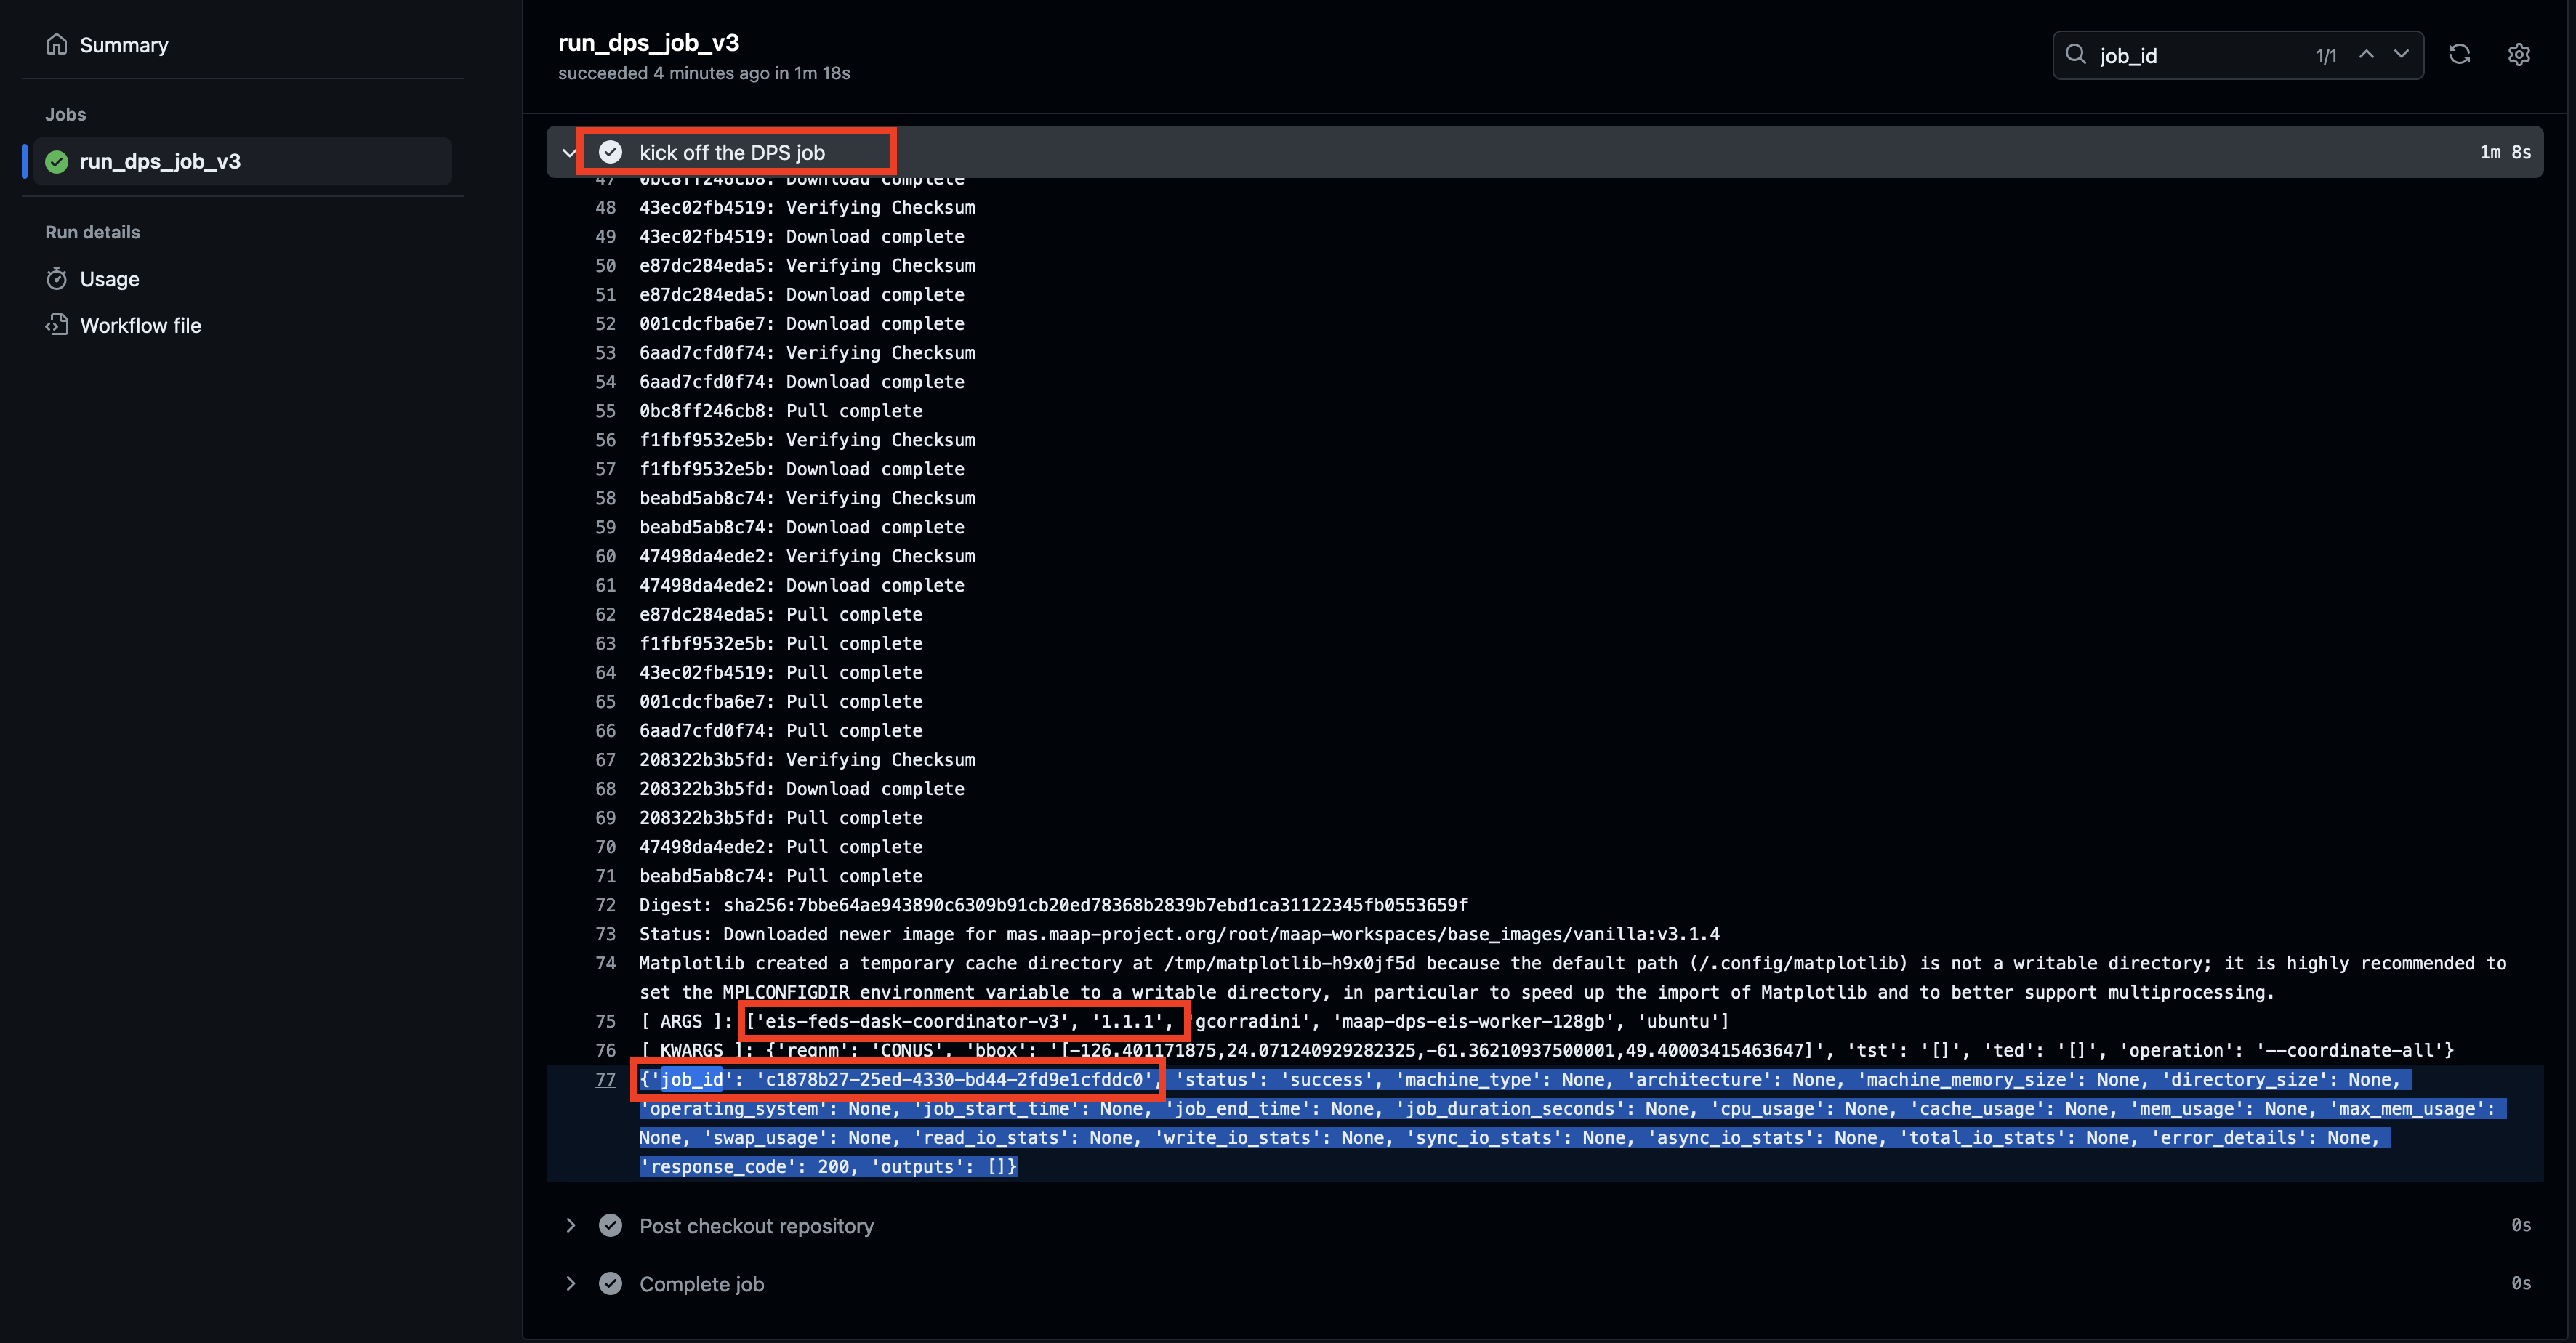 Summary
Jobs
run_dps_job_v3
Run details
Usage
Workflow file
run_dps_job_v3
succeeded 4 minutes ago in 1m 18s
job_id 1/1
kick off the DPS job 1m 8s
47 0bc8ff246cb8: Download complete
48 43ec02fb4519: Verifying Checksum
49 43ec02fb4519: Download complete
50 e87dc284eda5: Verifying Checksum
51 e87dc284eda5: Download complete
52 001cdcfba6e7: Download complete
53 6aad7cfd0f74: Verifying Checksum
54 6aad7cfd0f74: Download complete
55 0bc8ff246cb8: Pull complete
56 f1fbf9532e5b: Verifying Checksum
57 f1fbf9532e5b: Download complete
58 beabd5ab8c74: Verifying Checksum
59 beabd5ab8c74: Download complete
60 47498da4ede2: Verifying Checksum
61 47498da4ede2: Download complete
62 e87dc284eda5: Pull complete
63 f1fbf9532e5b: Pull complete
64 43ec02fb4519: Pull complete
65 001cdcfba6e7: Pull complete
66 6aad7cfd0f74: Pull complete
67 208322b3b5fd: Verifying Checksum
68 208322b3b5fd: Download complete
69 208322b3b5fd: Pull complete
70 47498da4ede2: Pull complete
71 beabd5ab8c74: Pull complete
72 Digest: sha256:7bbe64ae943890c6309b91cb20ed78368b2839b7ebd1ca31122345fb0553659f
73 Status: Downloaded newer image for mas.maap-project.org/root/maap-workspaces/base_images/vanilla:v3.1.4
74 Matplotlib created a temporary cache directory at /tmp/matplotlib-h9x0jf5d because the default path (/.config/matplotlib) is not a writable directory; it is highly recommended to
set the MPLCONFIGDIR environment variable to a writable directory, in particular to speed up the import of Matplotlib and to better support multiprocessing.
75 [ ARGS ]: ['eis-feds-dask-coordinator-v3', '1.1.1', 'gcorradini', 'maap-dps-eis-worker-128gb', 'ubuntu']
76 [ KWARGS ]: {'regnm': 'CONUS', 'bbox': '[-126.401171875,24.071240929282325,-61.36210937500001,49.40003415463647]', 'tst': '[]', 'ted': '[]', 'operation': '--coordinate-all'}
77 {'job_id': 'c1878b27-25ed-4330-bd44-2fd9e1cfddc0', 'status': 'success', 'machine_type': None, 'architecture': None, 'machine_memory_size': None, 'directory_size': None,
'operating_system': None, 'job_start_time': None, 'job_end_time': None, 'job_duration_seconds': None, 'cpu_usage': None, 'cache_usage': None, 'mem_usage': None, 'max_mem_usage':
None, 'swap_usage': None, 'read_io_stats': None, 'write_io_stats': None, 'sync_io_stats': None, 'async_io_stats': None, 'total_io_stats': None, 'error_details': None,
'response_code': 200, 'outputs': []}
Post checkout repository 0s
Complete job 0s